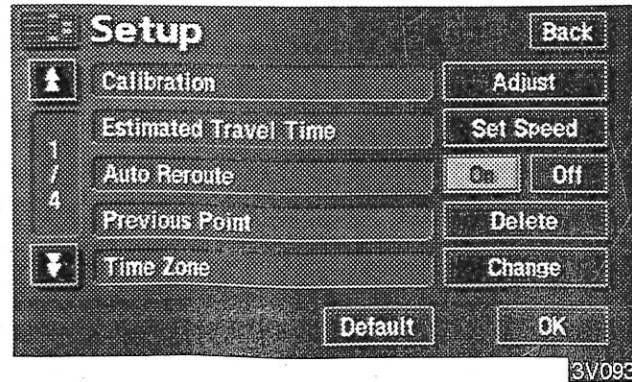 Setup Back
Calibration Adjust
Estimated Travel Time Set Speed
1/4
Auto Reroute On Off
Previous Point Delete
Time Zone Change
Default OK
3V093